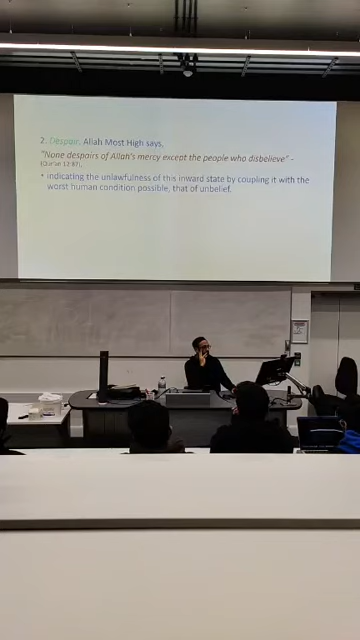 2. Despair. Allah Most High says,
"None despairs of Allah's mercy except the people who disbelieve" -
(Qur'an 12:87),
• indicating the unlawfulness of this inward state by coupling it with the
worst human condition possible, that of unbelief.